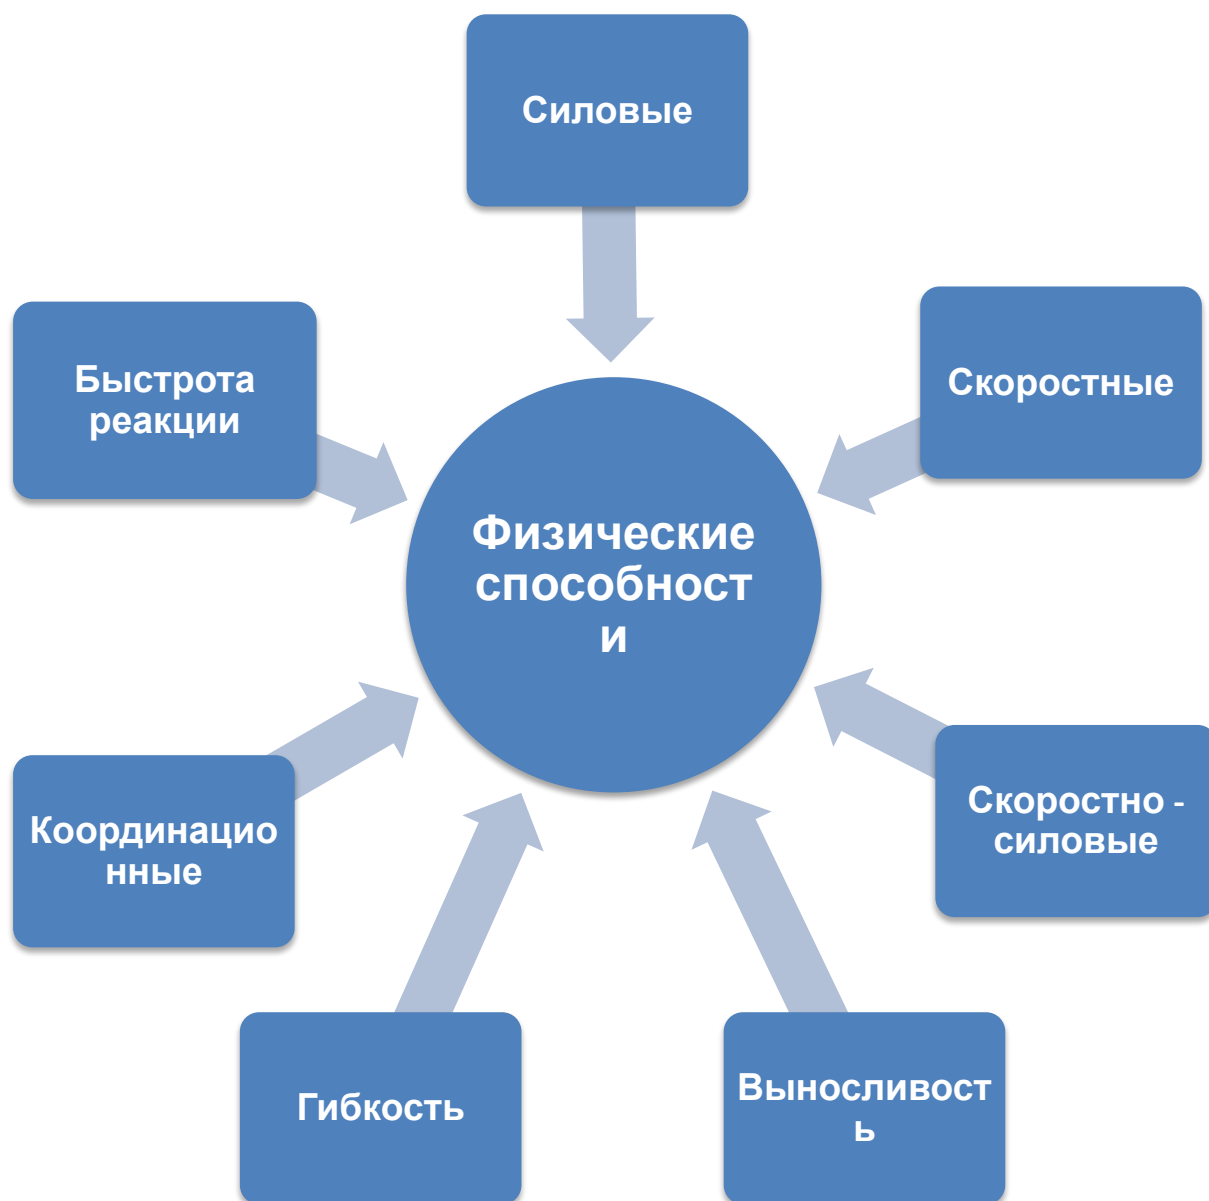 Силовые
Скоростные
Быстрота
реакции
Физические
способност
и
Скоростно -
силовые
Координацио
нные
Гибкость
Выносливост
ь